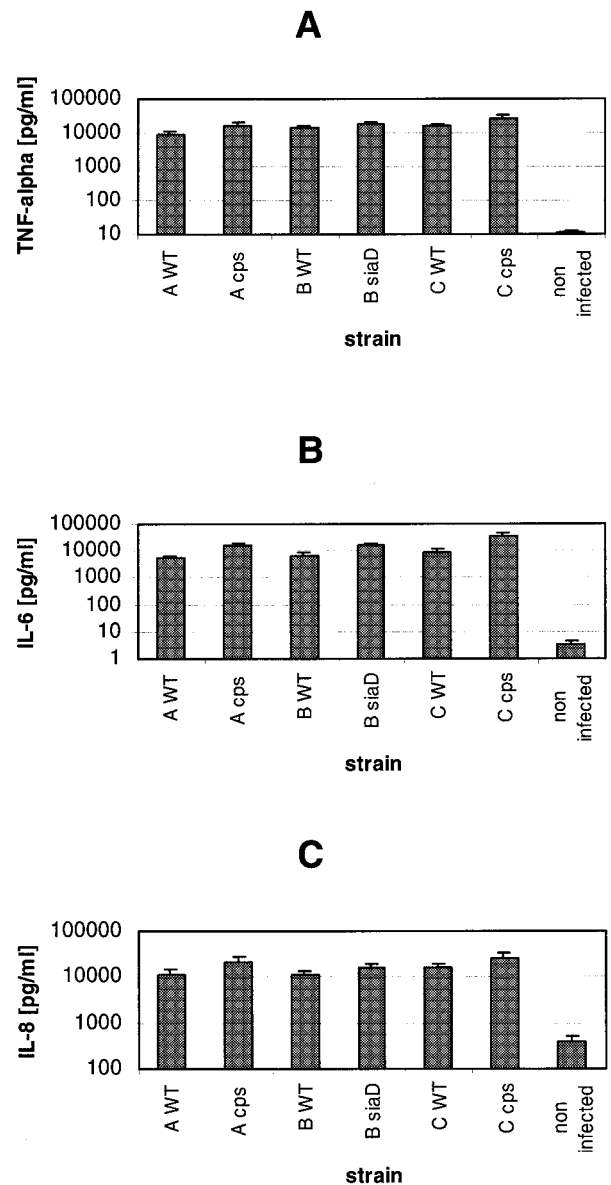 A
TNF-alpha [pg/ml]
100000
10000
1000
100
10
A WT
A cps
B WT
B siaD
C WT
C cps
non
infected
strain
B
IL-6 [pg/ml]
100000
10000
1000
100
10
1
A WT
A cps
B WT
B siaD
C WT
C cps
non
infected
strain
C
IL-8 [pg/ml]
100000
10000
1000
100
A WT
A cps
B WT
B siaD
C WT
C cps
non
infected
strain